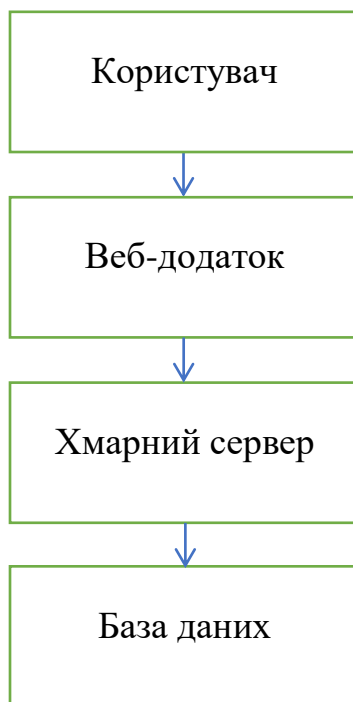 Користувач
Веб-додаток
Хмарний сервер
База даних